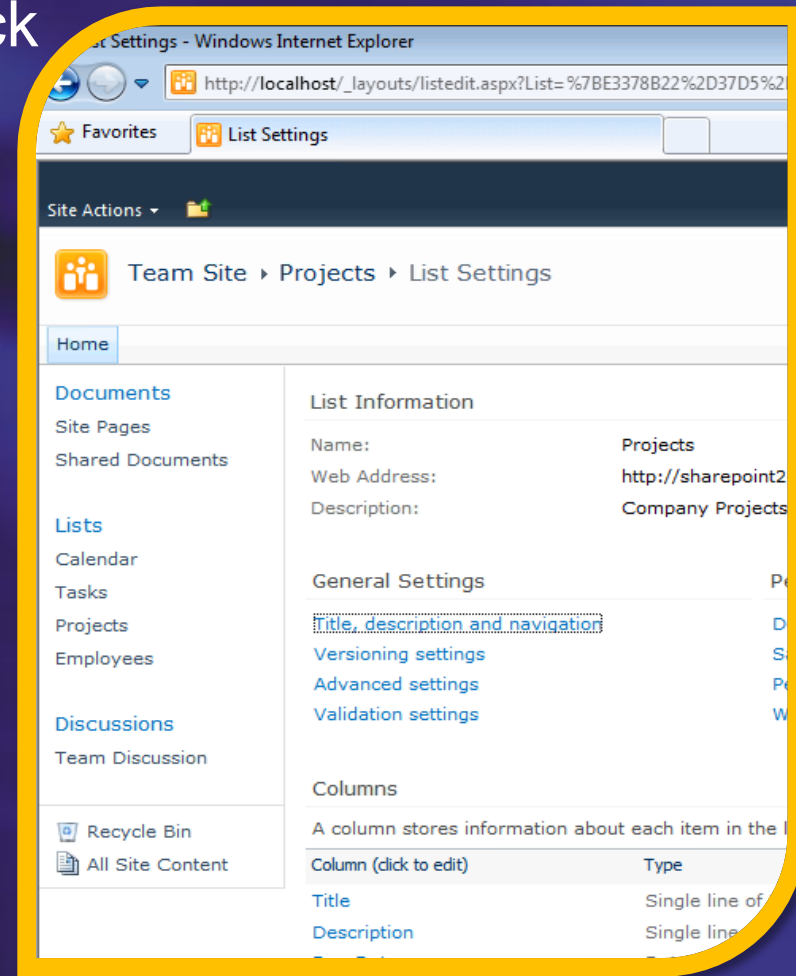 ck
Settings - Windows Internet Explorer
http://localhost/_layouts/listedit.aspx?List=%7BE3378B22%2D37D5%2
Favorites
List Settings
Site Actions
Team Site ▸ Projects ▸ List Settings
Home
Documents
Site Pages
Shared Documents
Lists
Calendar
Tasks
Projects
Employees
Discussions
Team Discussion
Recycle Bin
All Site Content
List Information
Name: Projects
Web Address: http://sharepoint2
Description: Company Projects
General Settings
Title, description and navigation
Versioning settings
Advanced settings
Validation settings
Columns
A column stores information about each item in the
Column (click to edit) Type
Title Single line of
Description Single line